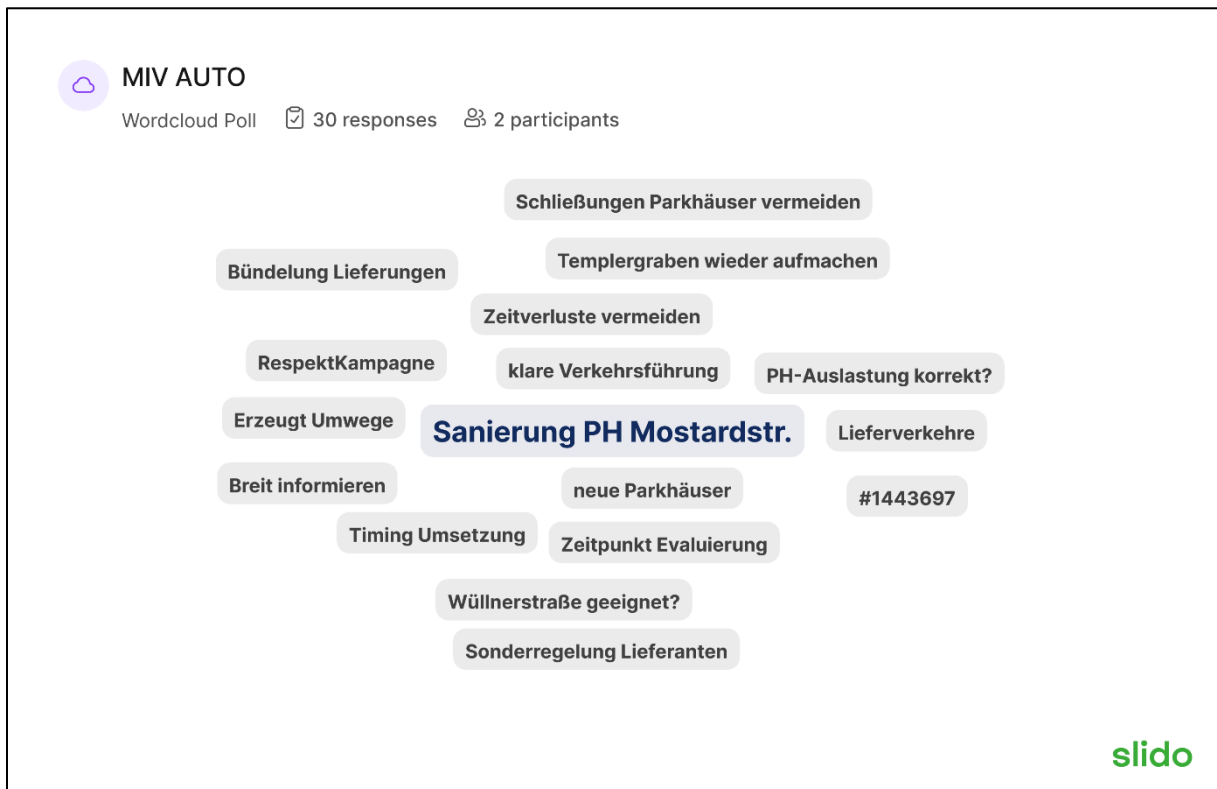 MIV AUTO
Wordcloud Poll 30 responses 2 participants
Schließungen Parkhäuser vermeiden
Templergraben wieder aufmachen
Bündelung Lieferungen
Zeitverluste vermeiden
RespektKampagne
klare Verkehrsführung
PH-Auslastung korrekt?
Erzeugt Umwege
Sanierung PH Mostardstr.
Lieferverkehre
Breit informieren
neue Parkhäuser
#1443697
Timing Umsetzung
Zeitpunkt Evaluierung
Wüllnerstraße geeignet?
Sonderregelung Lieferanten
slido